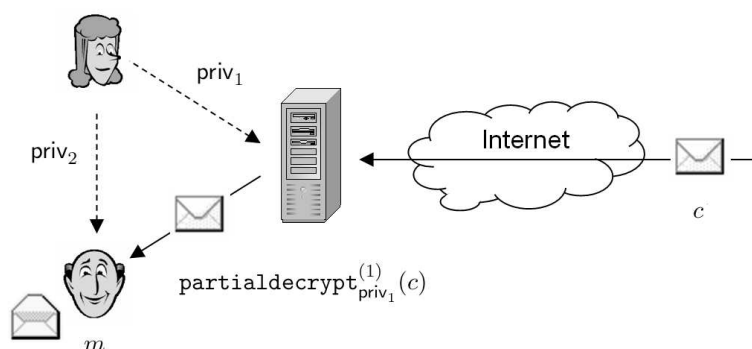 priv₁
Internet
priv₂
c
partialdecrypt⁽¹⁾priv₁(c)
m